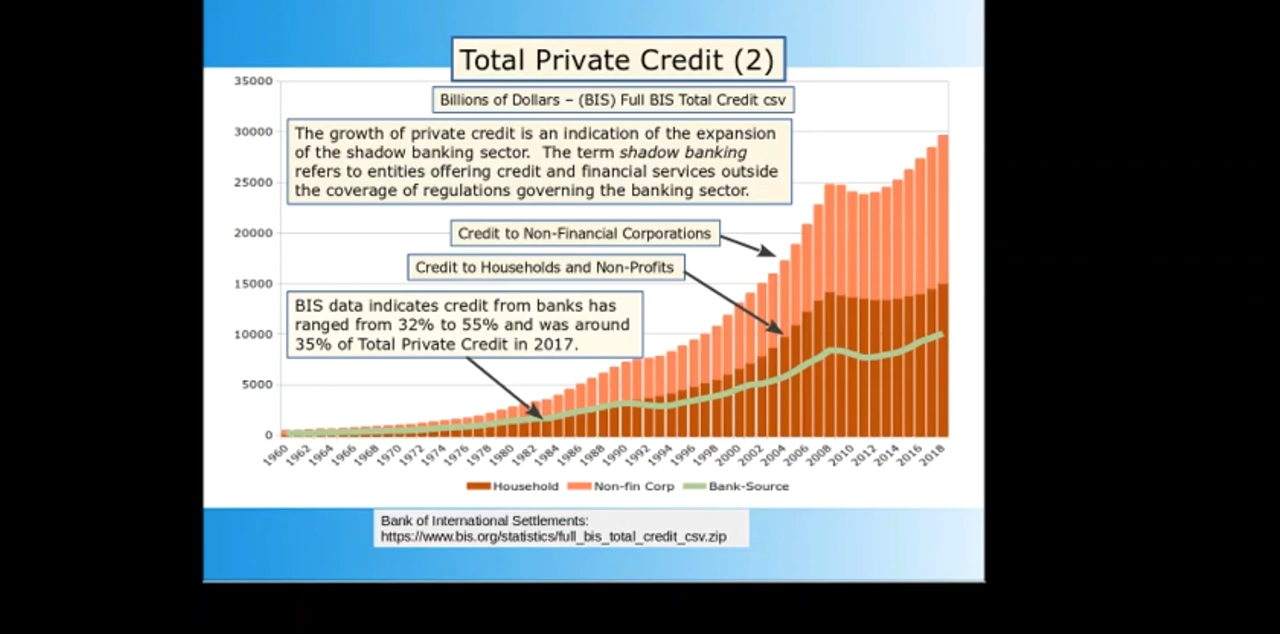 Total Private Credit (2)
Billions of Dollars – (BIS) Full BIS Total Credit csv
The growth of private credit is an indication of the expansion
of the shadow banking sector.  The term shadow banking
refers to entities offering credit and financial services outside
the coverage of regulations governing the banking sector.
Credit to Non-Financial Corporations
Credit to Households and Non-Profits
BIS data indicates credit from banks has
ranged from 32% to 55% and was around
35% of Total Private Credit in 2017.
35000
30000
25000
20000
15000
10000
5000
0
1960 1962 1964 1966 1968 1970 1972 1974 1976 1978 1980 1982 1984 1986 1988 1990 1992 1994 1996 1998 2000 2002 2004 2006 2008 2010 2012 2014 2016 2018
Household Non-fin Corp Bank-Source
Bank of International Settlements:
https://www.bis.org/statistics/full_bis_total_credit_csv.zip